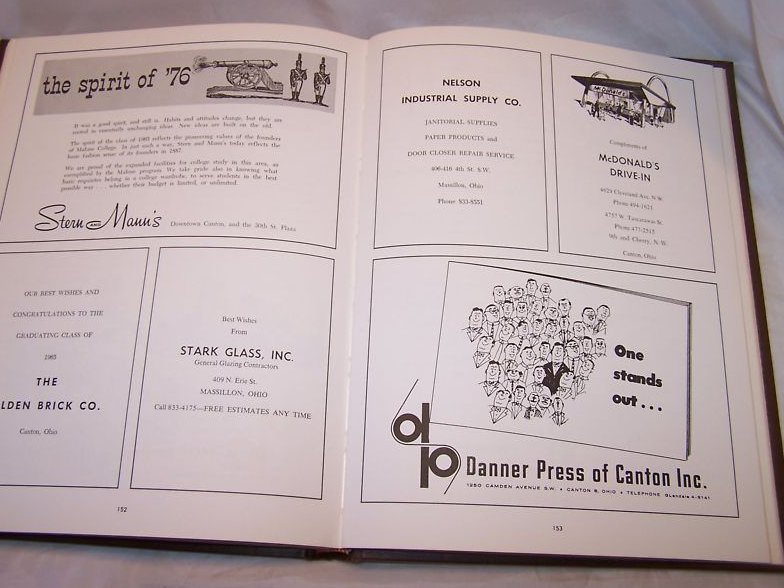 the spirit of '76
It was a good spirit, and still is. Habits and attitudes change, but they are
rooted in essentially unchanging ideas. New ideas are built on the old.
The spirit of the class of 1965 reflects the pioneering values of the founders
of Malone College. In just such a way, Stern and Mann's today reflects the
basic fashion sense of its founders in 1887.
We are proud of the expanded facilities for college study in this area, as
exemplified by the Malone program. We take pride also in knowing what
basic requisites belong in a college wardrobe, to serve students in the best
possible way . . . whether their budget is limited, or unlimited.
Stern AND Mann's
Downtown Canton, and the 30th St. Plaza
OUR BEST WISHES AND
CONGRATULATIONS TO THE
GRADUATING CLASS OF
1965
THE
LDEN BRICK CO.
Canton, Ohio
Best Wishes
From
STARK GLASS, INC.
General Glazing Contractors
409 N. Erie St.
MASSILLON, OHIO
Call 833-4175—FREE ESTIMATES ANY TIME
152
NELSON
INDUSTRIAL SUPPLY CO.
JANITORIAL SUPPLIES
PAPER PRODUCTS and
DOOR CLOSER REPAIR SERVICE
406-416 4th St. S.W.
Massillon, Ohio
Phone 833-8551
McDONALD'S
Compliments of
McDONALD'S
DRIVE-IN
4629 Cleveland Ave. N.W.
Phone 494-1621
4757 W. Tuscarawas St.
Phone 477-2515
9th and Cherry, N. W.
Canton, Ohio
One
stands
out...
dp
Danner Press of Canton Inc.
1250 CAMDEN AVENUE S.W. • CANTON 6, OHIO • TELEPHONE GLendale 4-5141
153